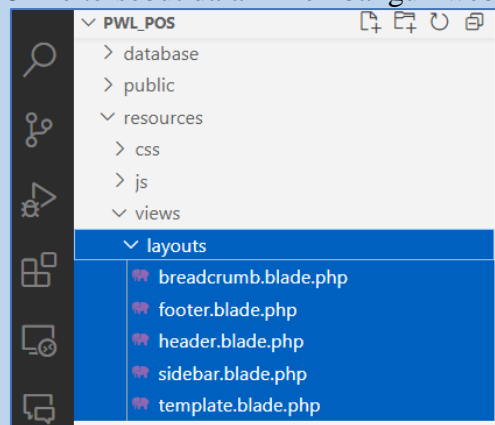 PWL_POS
database
public
resources
css
js
views
layouts
breadcrumb.blade.php
footer.blade.php
header.blade.php
sidebar.blade.php
template.blade.php